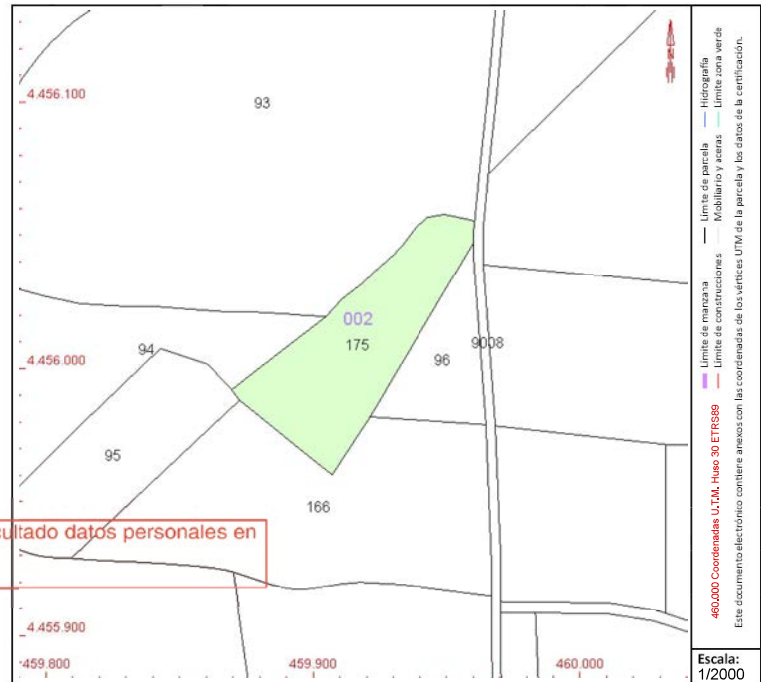 4.456.100
93
002
175
94
4.456.000
96
9008
95
166
ultado datos personales en
4.455.900
459.800
459.900
460.000
Límite de manzana
Límite de parcela
Hidrografía
Límite de construcciones
Mobiliario y aceras
Límite zona verde
460.000 Coordenadas U.T.M. Huso 30 ETRS89
Este documento electrónico contiene anexos con las coordenadas de los vértices UTM de la parcela y los datos de la certificación.
Escala:
1/2000